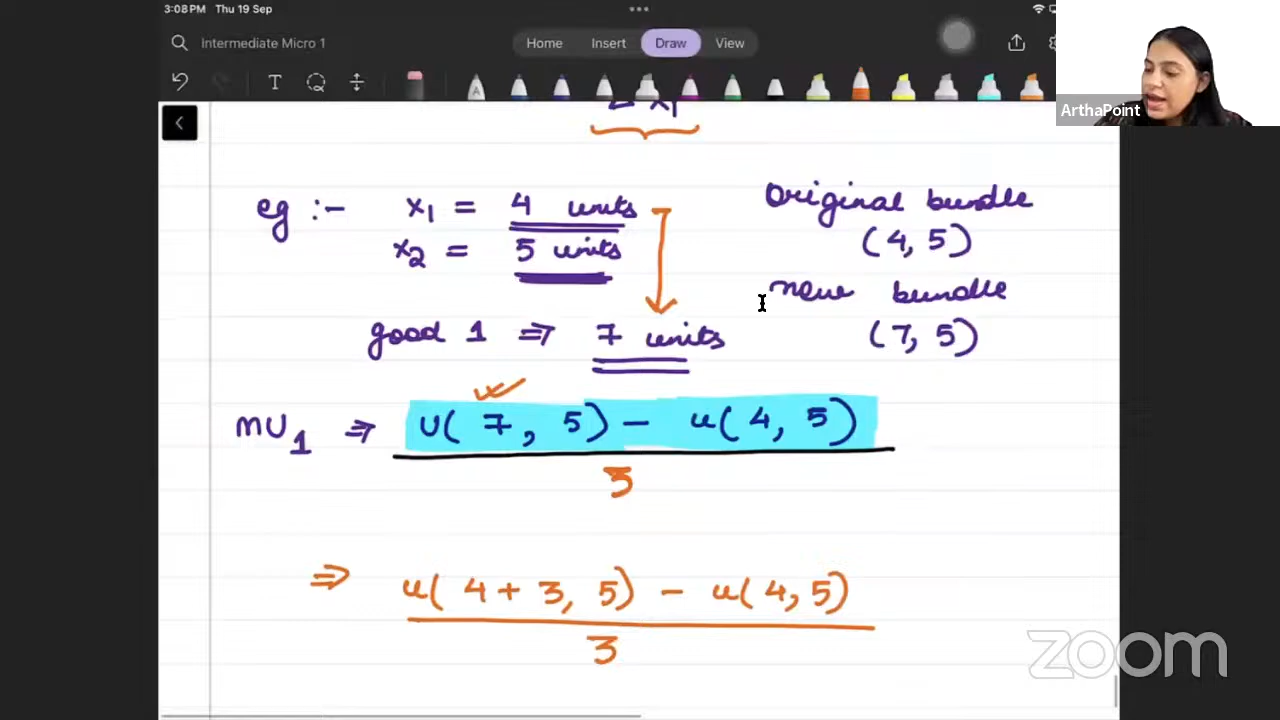 3:08 PM Thu 19 Sep
Intermediate Micro 1
Home Insert Draw View
ArthaPoint
x1
eg :- x1 = 4 units
x2 = 5 units
original bundle
(4, 5)
new bundle
(7, 5)
good 1 ⇒ 7 units
MU1 ⇒ U( 7, 5) - u( 4, 5)
3
⇒ u( 4 + 3, 5) - u( 4, 5)
3
zoom